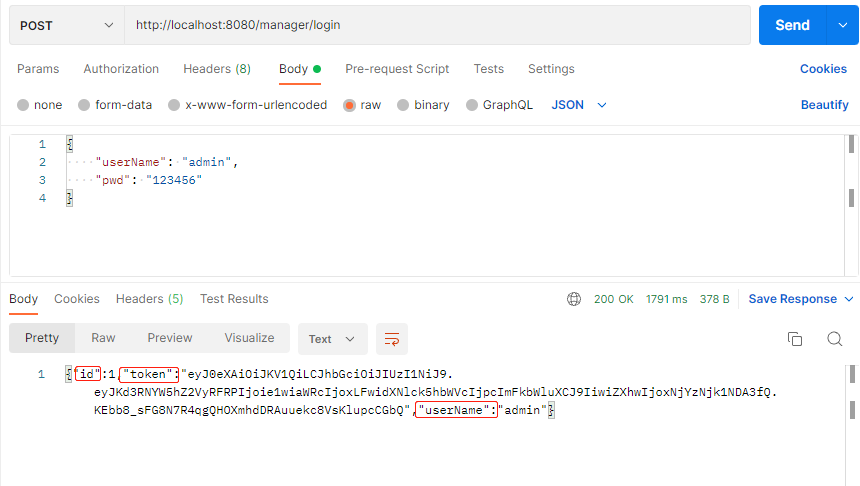 POST http://localhost:8080/manager/login Send
Params Authorization Headers (8) Body Pre-request Script Tests Settings Cookies
none form-data x-www-form-urlencoded raw binary GraphQL JSON Beautify
1 {
2 "userName": "admin",
3 "pwd": "123456"
4 }
Body Cookies Headers (5) Test Results 200 OK 1791 ms 378 B Save Response
Pretty Raw Preview Visualize Text
1 {"id":1,"token":"eyJ0eXAiOiJKV1QiLCJhbGciOiJIUzI1NiJ9.
eyJKd3RNYW5hZ2VyRFRPIjoie1wiaWRcIjoxLFwidXNlck5hbWVcIjpcImFkbWluXCJ9IiwiZXhwIjoxNjYzNjk1NDA3fQ.
KEbb8_sFG8N7R4qgQHOXmhdDRAuuekc8VsKlupcCGbQ","userName":"admin"}